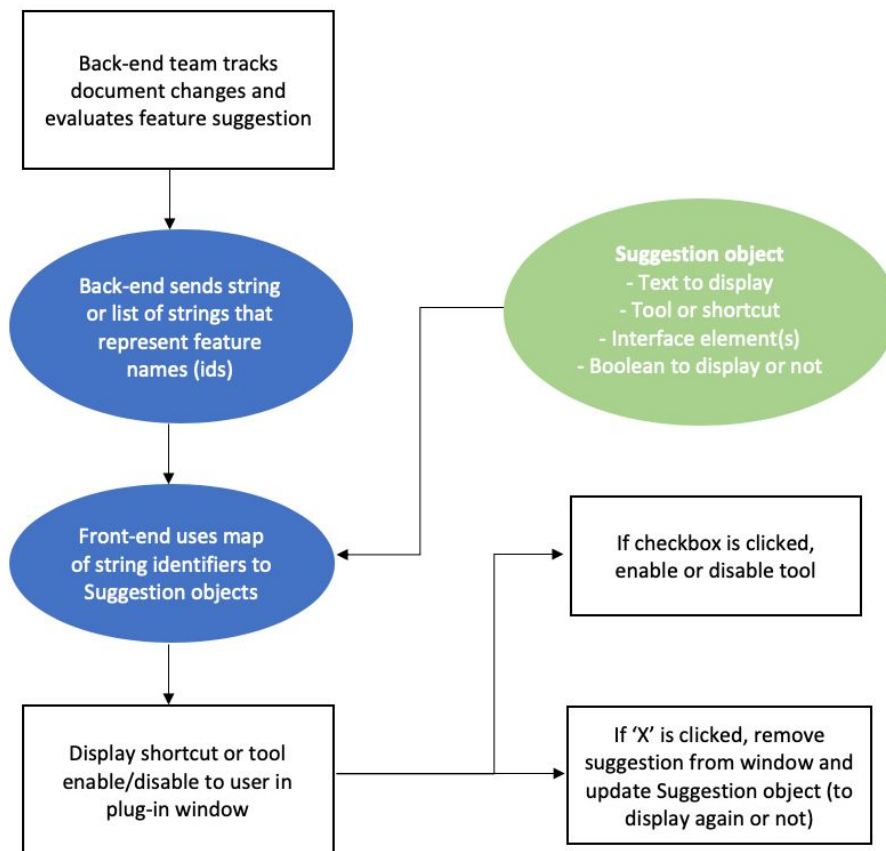 Back-end team tracks
document changes and
evaluates feature suggestion
Back-end sends string
or list of strings that
represent feature
names (ids)
Suggestion object
- Text to display
- Tool or shortcut
- Interface element(s)
- Boolean to display or not
Front-end uses map
of string identifiers to
Suggestion objects
If checkbox is clicked,
enable or disable tool
Display shortcut or tool
enable/disable to user in
plug-in window
If ‘X’ is clicked, remove
suggestion from window and
update Suggestion object (to
display again or not)